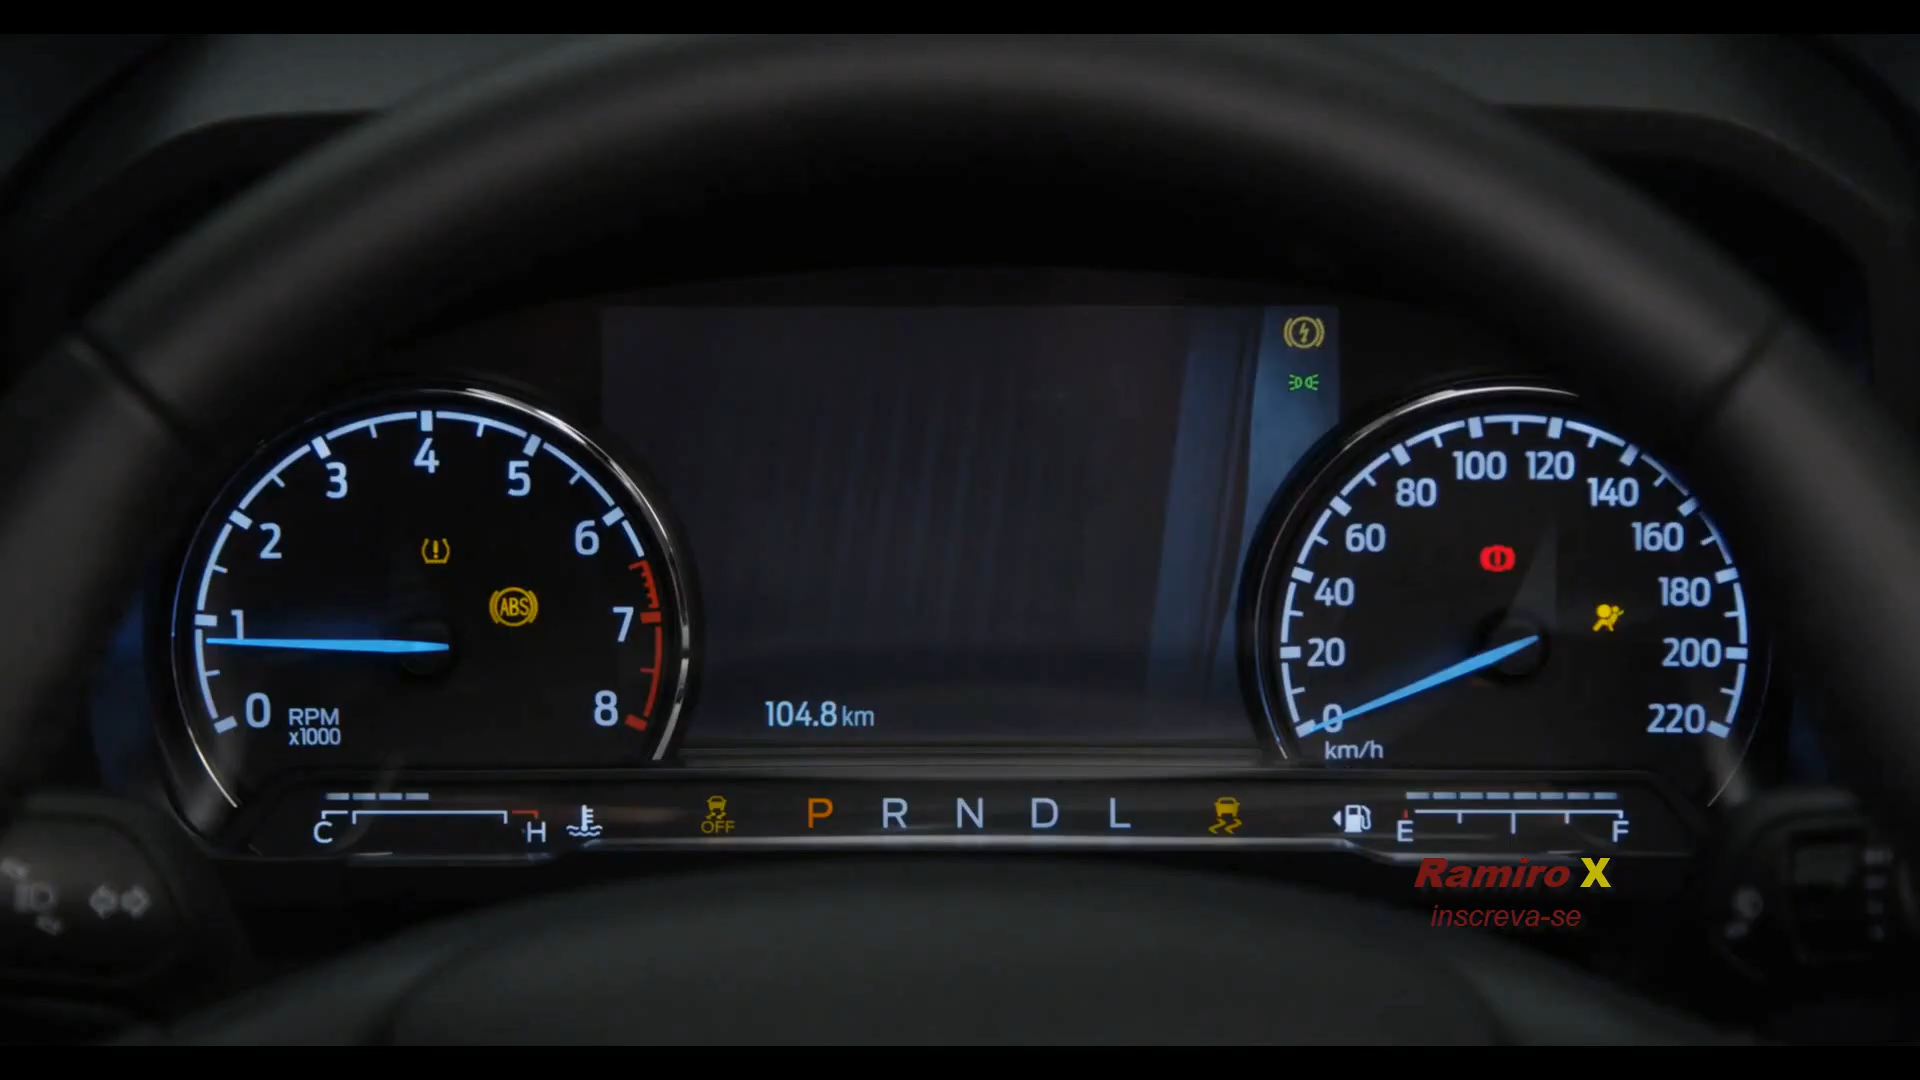 4
3 5
2 6
1 7
0 8
RPM
x1000
ABS
104.8 km
100 120
80 140
60 160
40 180
20 200
0 220
km/h
C H
OFF
P R N D L
E F
Ramiro X
inscreva-se